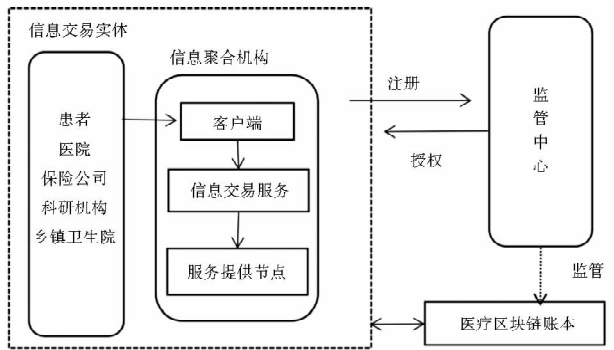 信息交易实体
患者
医院
保险公司
科研机构
乡镇卫生院
信息聚合机构
客户端
信息交易服务
服务提供节点
注册
授权
监管中心
监管
医疗区块链账本